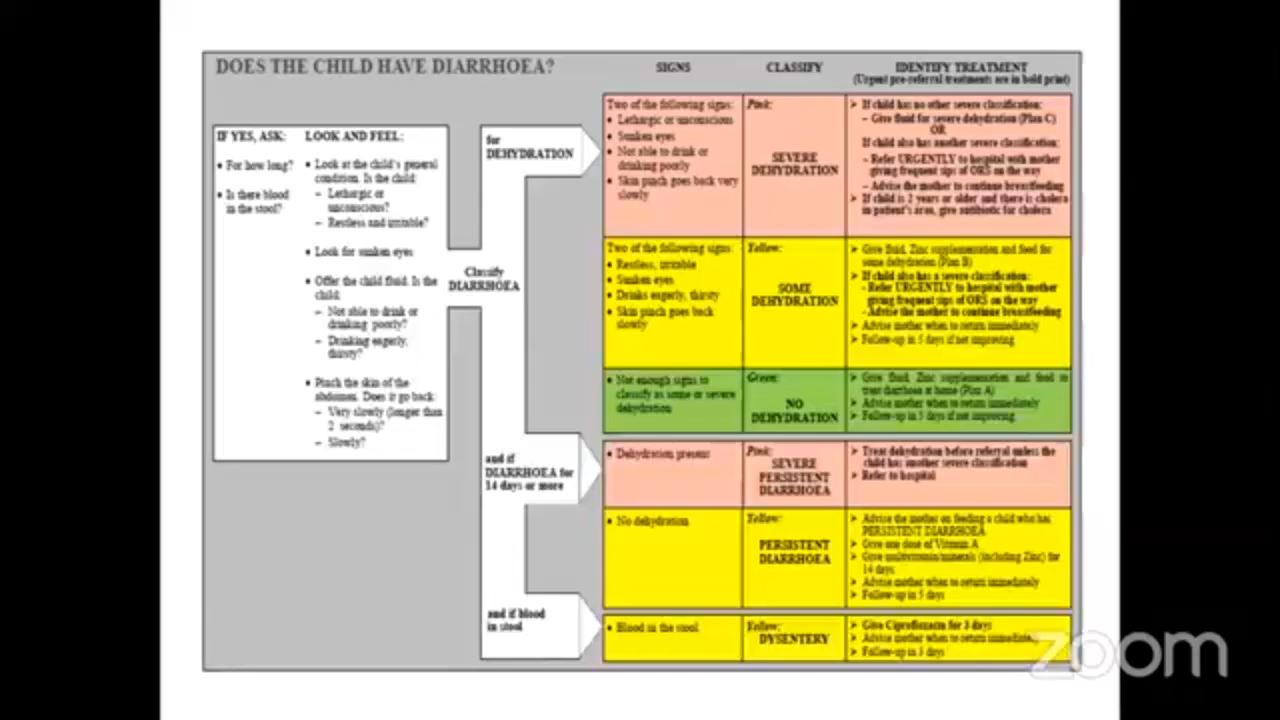 DOES THE CHILD HAVE DIARRHOEA?
SIGNS
CLASSIFY
IDENTIFY TREATMENT
(Urgent pre-referral treatments are in bold print)
IF YES, ASK:
• For how long?
• Is there blood
in the stool?
LOOK AND FEEL:
• Look at the child's general
condition. Is the child:
– Lethargic or
unconscious?
– Restless and irritable?
• Look for sunken eyes
• Offer the child fluid. Is the
child:
– Not able to drink or
drinking poorly?
– Drinking eagerly,
thirsty?
• Pinch the skin of the
abdomen. Does it go back:
– Very slowly (longer than
2 seconds)?
– Slowly?
Classify
DIARRHOEA
for
DEHYDRATION
Two of the following signs:
• Lethargic or unconscious
• Sunken eyes
• Not able to drink or
drinking poorly
• Skin pinch goes back very
slowly
Pink:
SEVERE
DEHYDRATION
➢ If child has no other severe classification:
– Give fluid for severe dehydration (Plan C)
OR
If child also has another severe classification:
– Refer URGENTLY to hospital with mother
giving frequent sips of ORS on the way
– Advise the mother to continue breastfeeding
➢ If child is 2 years or older and there is cholera
in patient's area, give antibiotic for cholera
Two of the following signs:
• Restless, irritable
• Sunken eyes
• Drinks eagerly, thirsty
• Skin pinch goes back
slowly
Yellow:
SOME
DEHYDRATION
➢ Give fluid, Zinc supplementation and food for
some dehydration (Plan B)
➢ If child also has a severe classification:
- Refer URGENTLY to hospital with mother
giving frequent sips of ORS on the way
- Advise the mother to continue breastfeeding
➢ Advise mother when to return immediately
➢ Follow-up in 5 days if not improving
• Not enough signs to
classify as some or severe
dehydration
Green:
NO
DEHYDRATION
➢ Give fluid, Zinc supplementation and food to
treat diarrhoea at home (Plan A)
➢ Advise mother when to return immediately
➢ Follow-up in 5 days if not improving
and if
DIARRHOEA for
14 days or more
• Dehydration present
Pink:
SEVERE
PERSISTENT
DIARRHOEA
➢ Treat dehydration before referral unless the
child has another severe classification
➢ Refer to hospital
• No dehydration
Yellow:
PERSISTENT
DIARRHOEA
➢ Advise the mother on feeding a child who has
PERSISTENT DIARRHOEA
➢ Give one dose of Vitamin A
➢ Give multivitamin/minerals (including Zinc) for
14 days
➢ Advise mother when to return immediately
➢ Follow-up in 5 days
and if blood
in stool
• Blood in the stool
Yellow:
DYSENTERY
➢ Give Ciprofloxacin for 3 days
➢ Advise mother when to return immediately
➢ Follow-up in 3 days
zoom